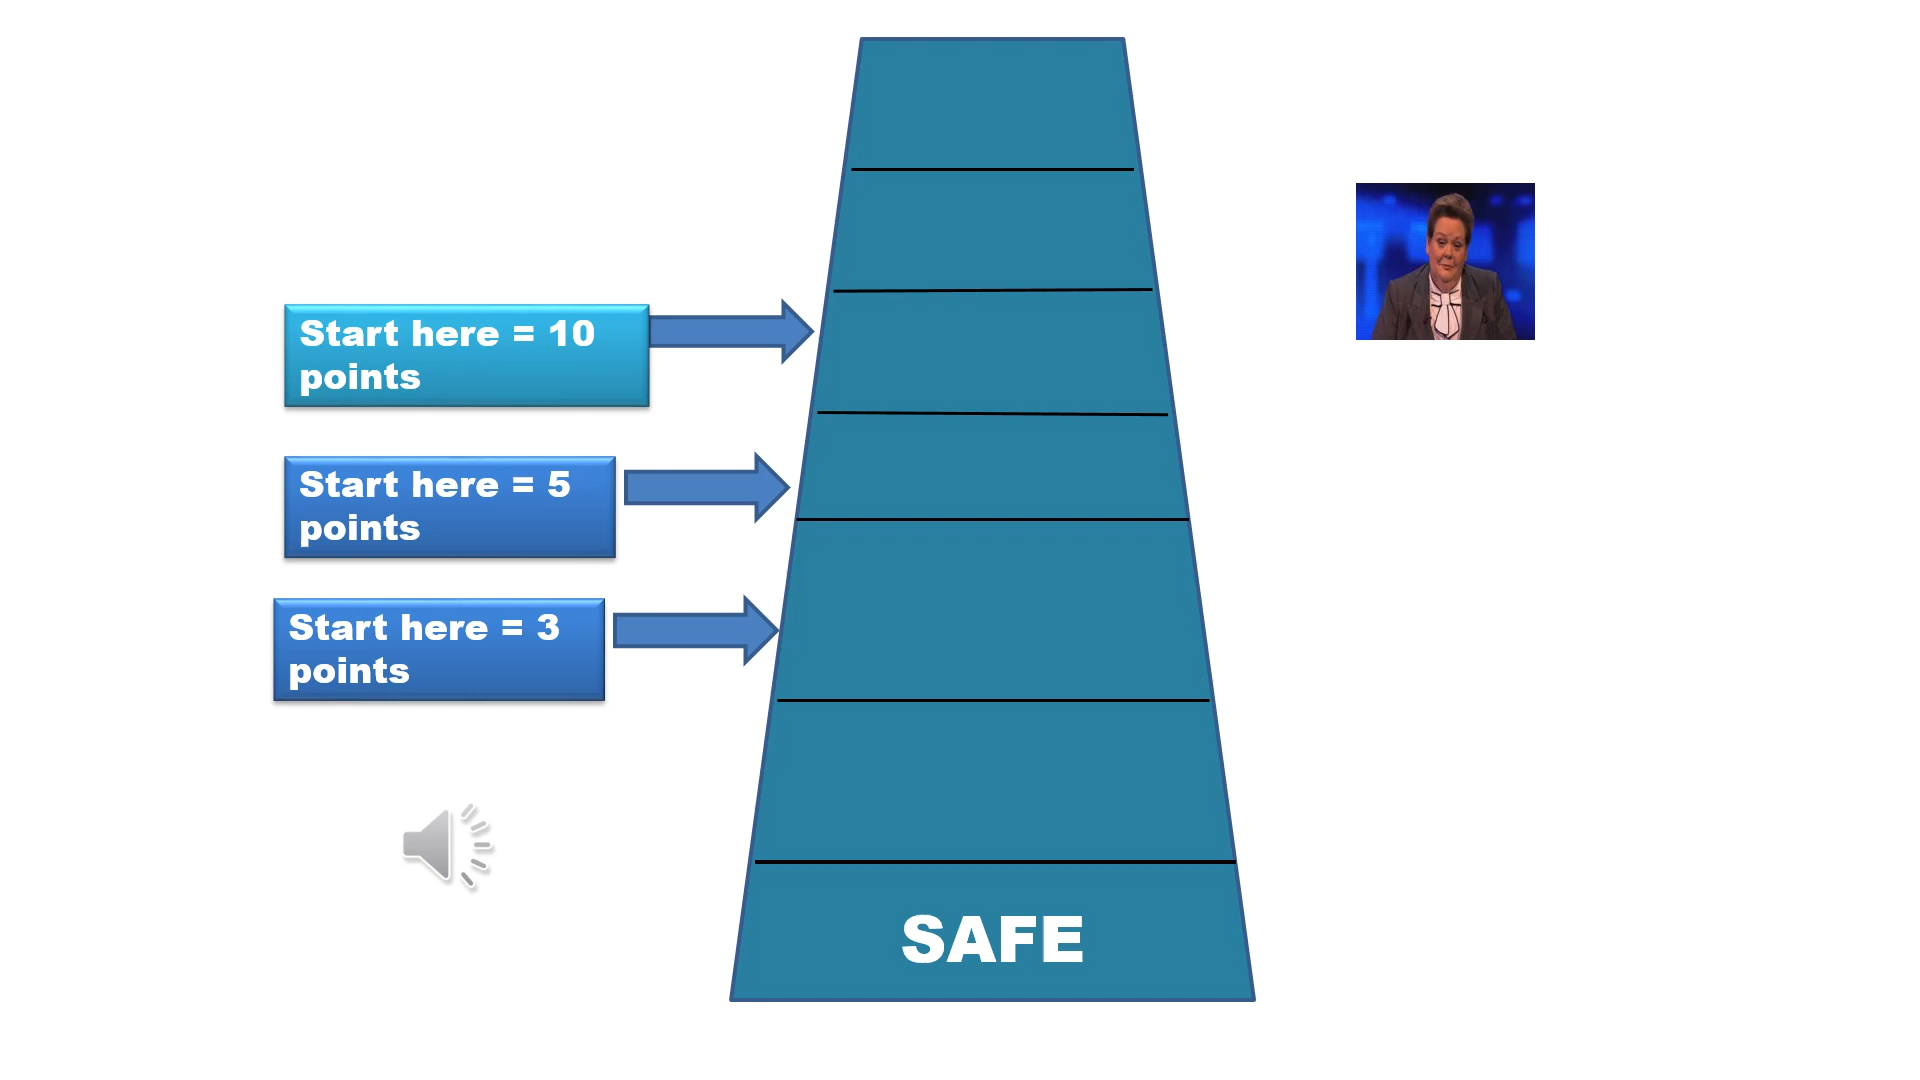 Start here = 10
points
Start here = 5
points
Start here = 3
points
SAFE